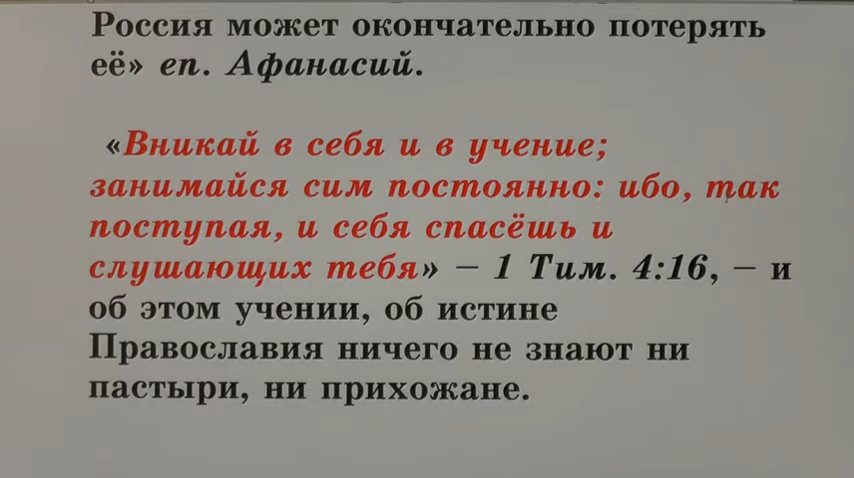 Россия может окончательно потерять
её» еп. Афанасий.
«Вникай в себя и в учение;
занимайся сим постоянно: ибо, так
поступая, и себя спасёшь и
слушающих тебя» – 1 Тим. 4:16, – и
об этом учении, об истине
Православия ничего не знают ни
пастыри, ни прихожане.